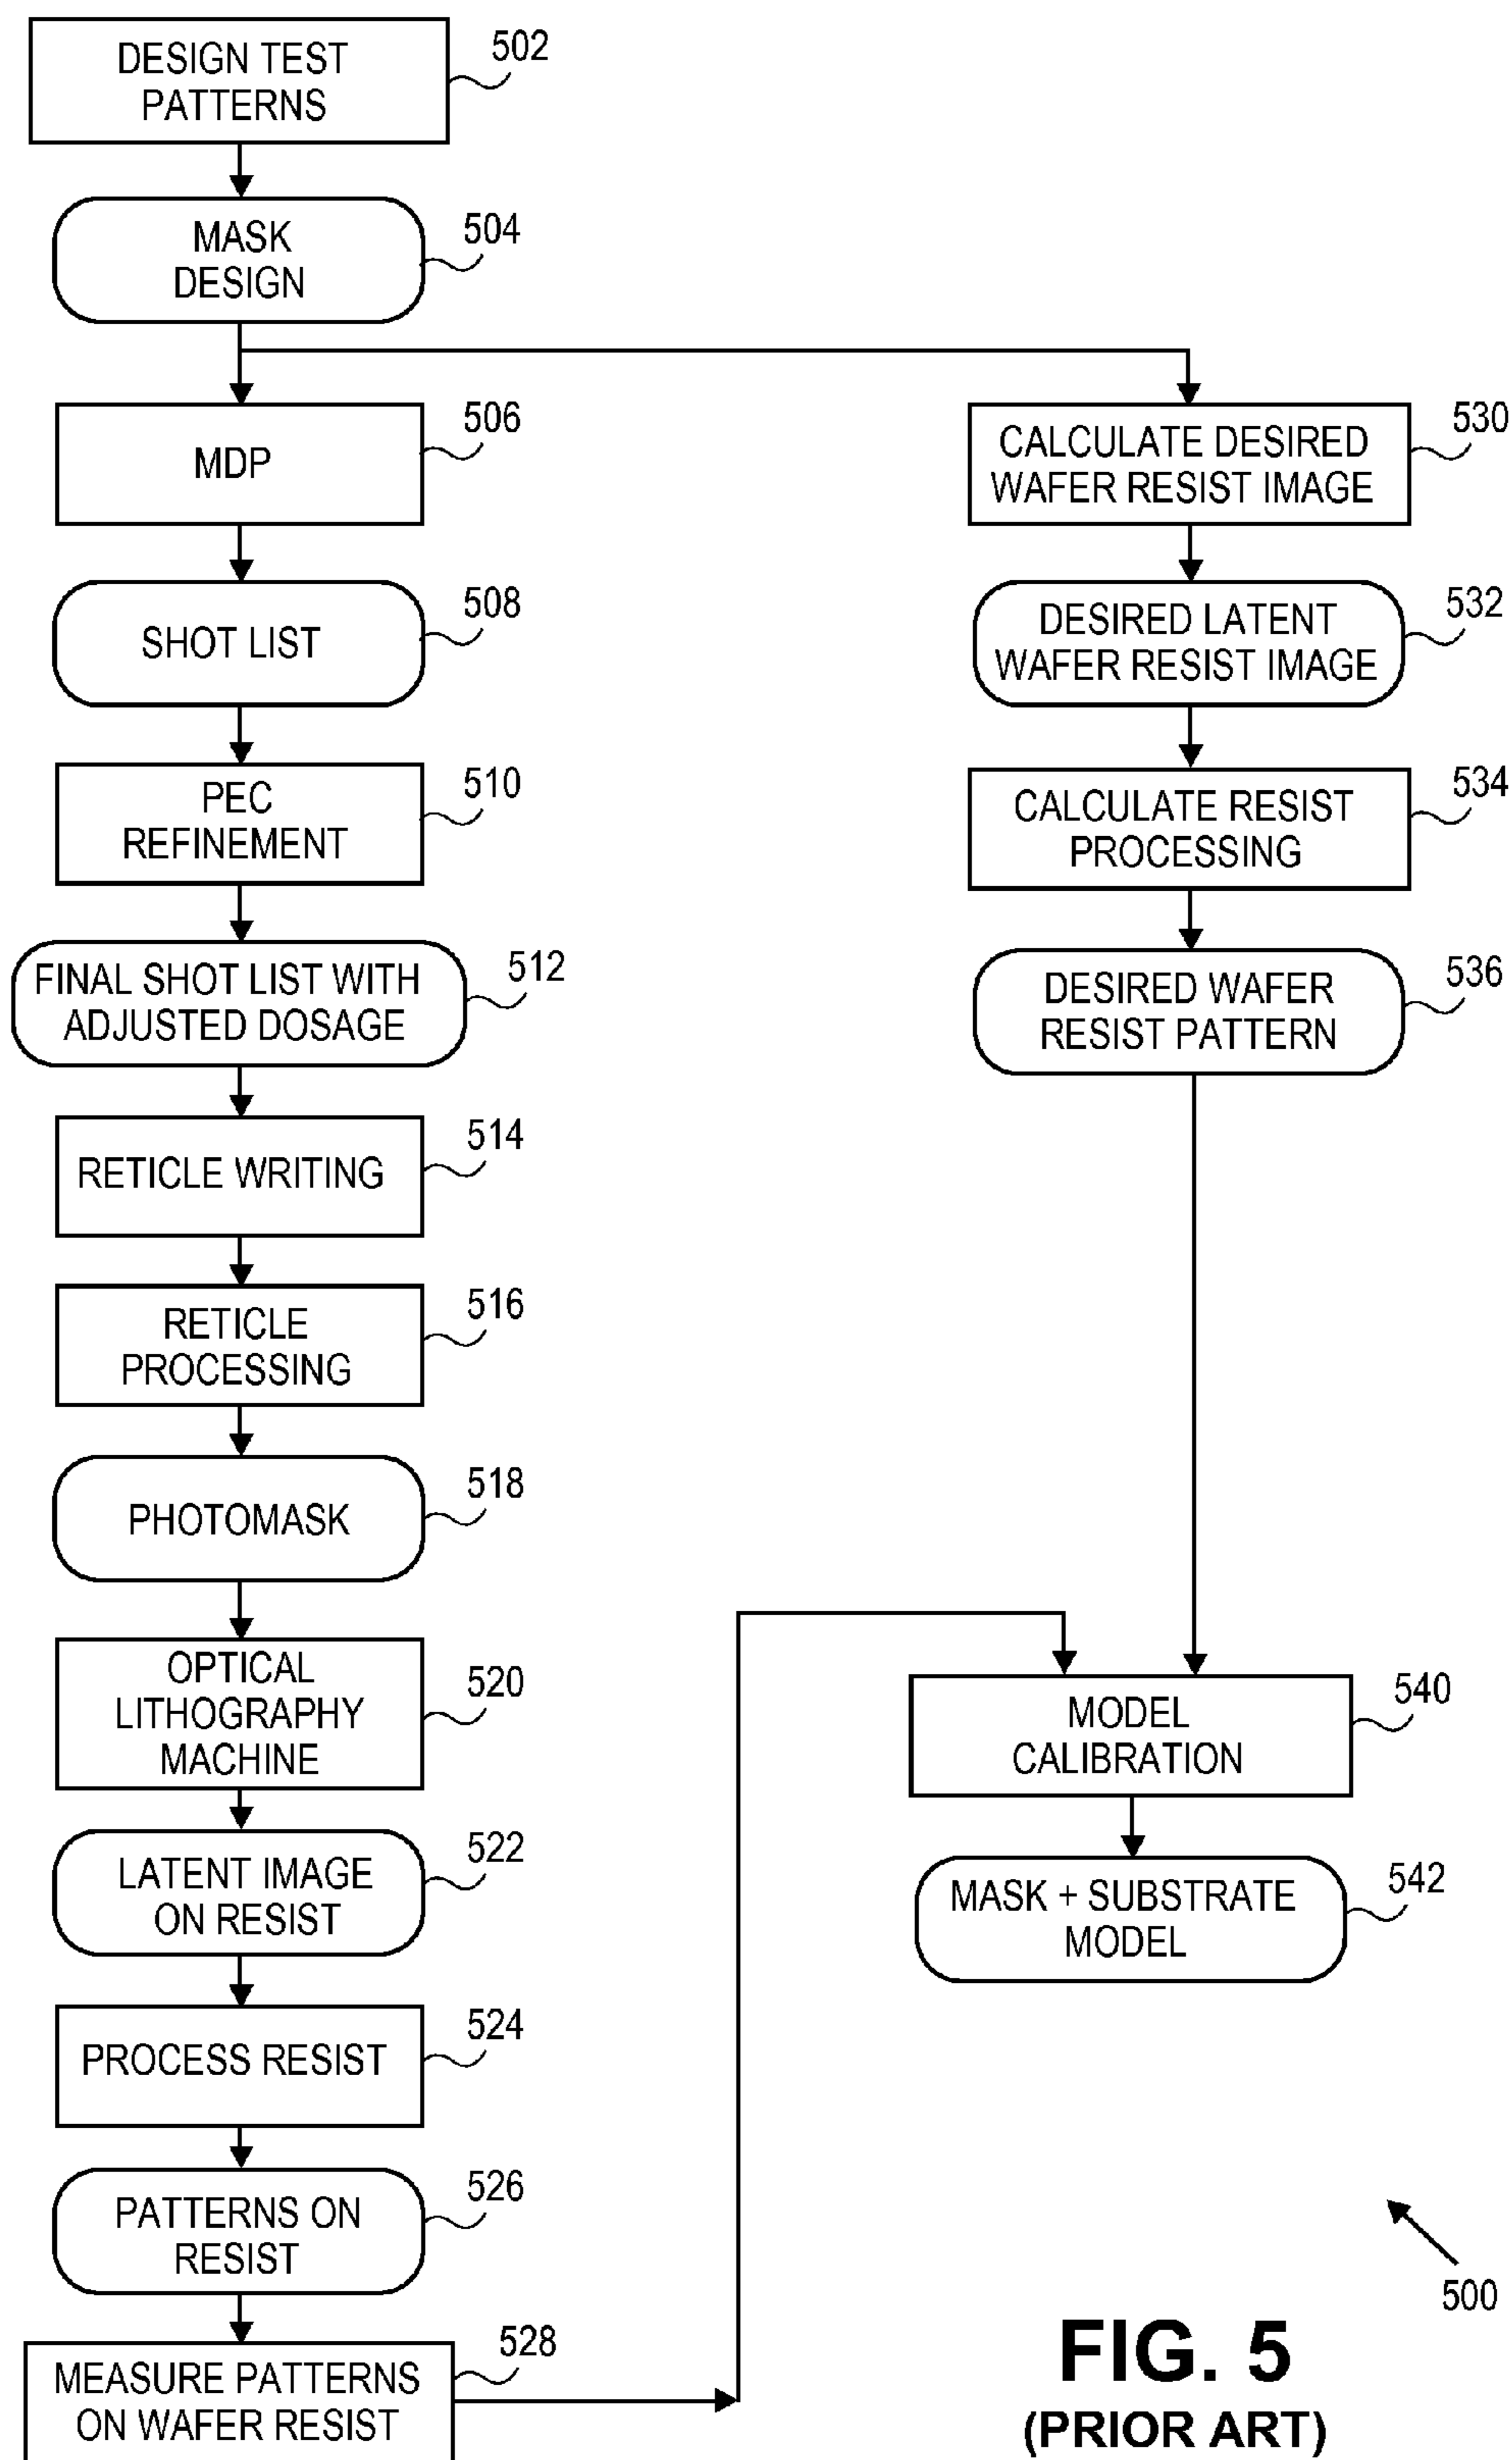 DESIGN TEST
PATTERNS
502
MASK
DESIGN
504
MDP
506
SHOT LIST
508
PEC
REFINEMENT
510
FINAL SHOT LIST WITH
ADJUSTED DOSAGE
512
RETICLE WRITING
514
RETICLE
PROCESSING
516
PHOTOMASK
518
OPTICAL
LITHOGRAPHY
MACHINE
520
LATENT IMAGE
ON RESIST
522
PROCESS RESIST
524
PATTERNS ON
RESIST
526
MEASURE PATTERNS
ON WAFER RESIST
528
CALCULATE DESIRED
WAFER RESIST IMAGE
530
DESIRED LATENT
WAFER RESIST IMAGE
532
CALCULATE RESIST
PROCESSING
534
DESIRED WAFER
RESIST PATTERN
536
MODEL
CALIBRATION
540
MASK + SUBSTRATE
MODEL
542
500
FIG. 5
(PRIOR ART)